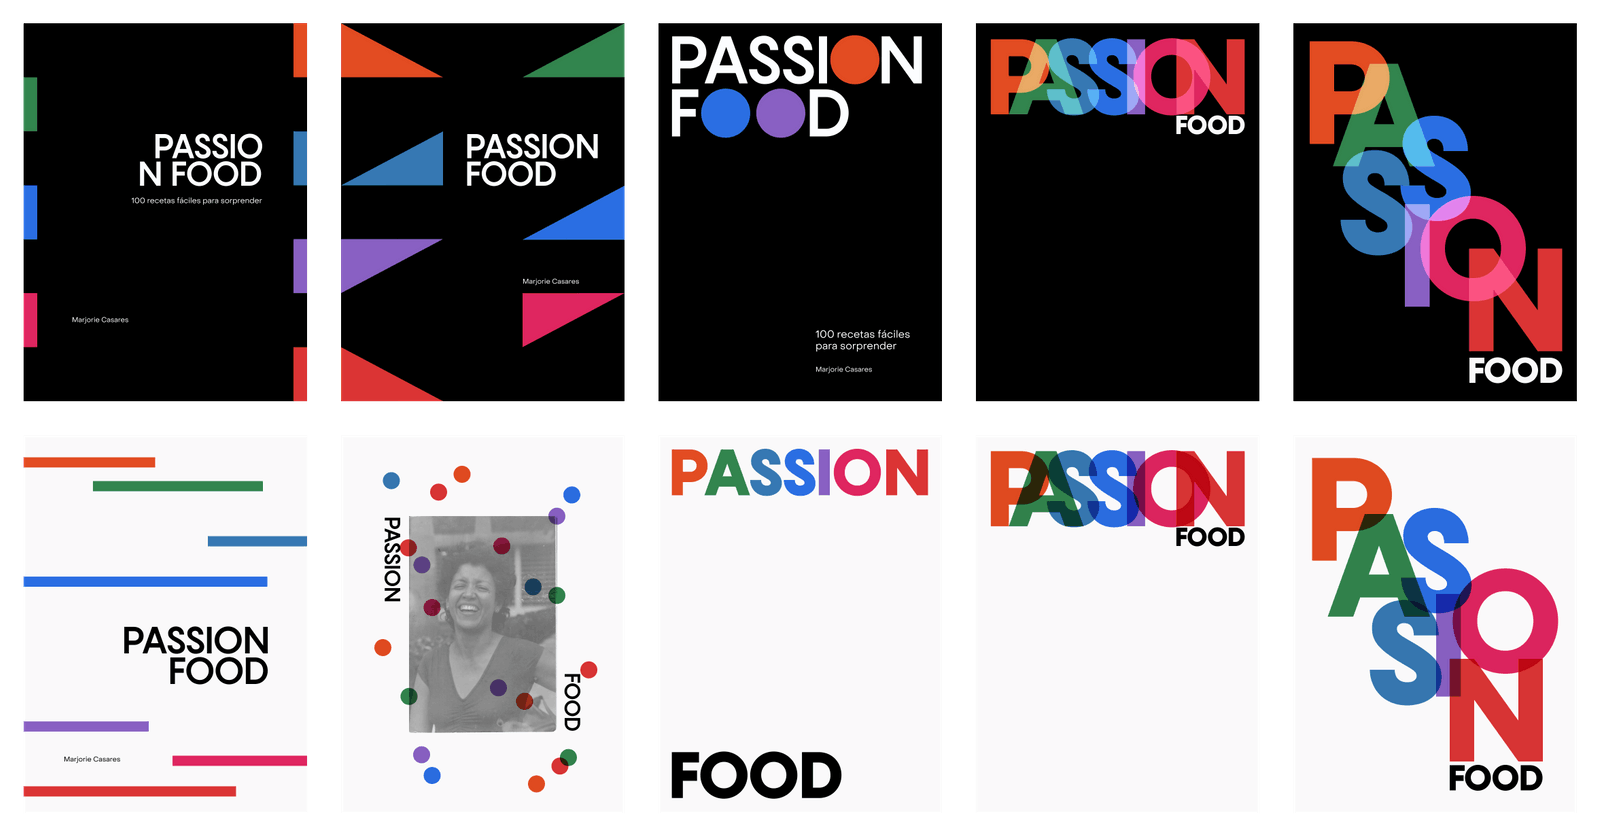 PASSIO
N FOOD
100 recetas fáciles para sorprender
Marjorie Casares
PASSION
FOOD
Marjorie Casares
PASSION
FOOD
100 recetas fáciles
para sorprender
Marjorie Casares
PASSION
FOOD
PASSION
FOOD
PASSION
FOOD
Marjorie Casares
PASSION
FOOD
PASSION
FOOD
PASSION
FOOD
PASSION
FOOD